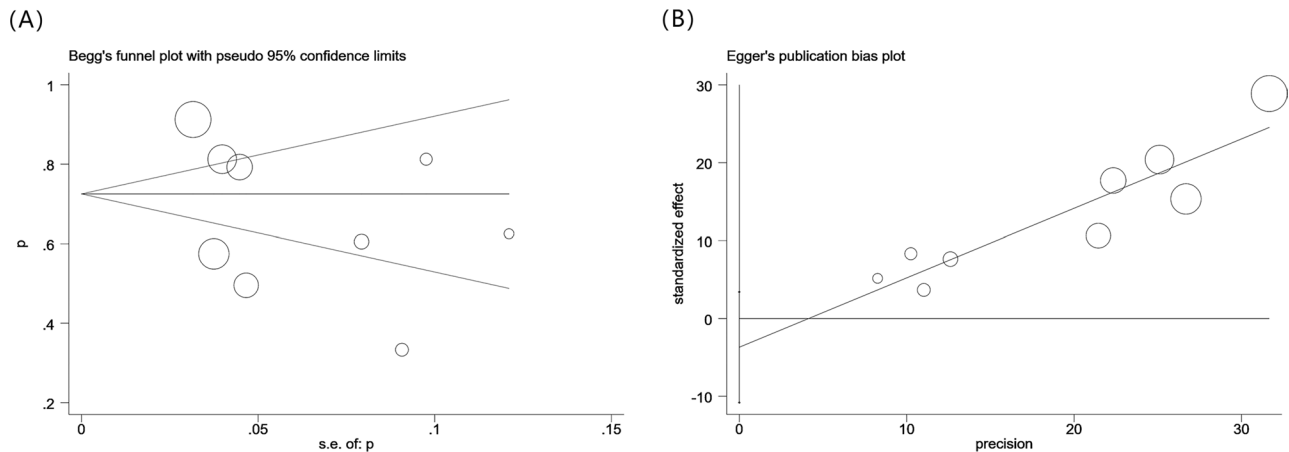 (A)
Begg's funnel plot with pseudo 95% confidence limits
p
1
.8
.6
.4
.2
0
.05
.1
.15
s.e. of: p
(B)
Egger's publication bias plot
standardized effect
30
20
10
0
-10
0
10
20
30
precision